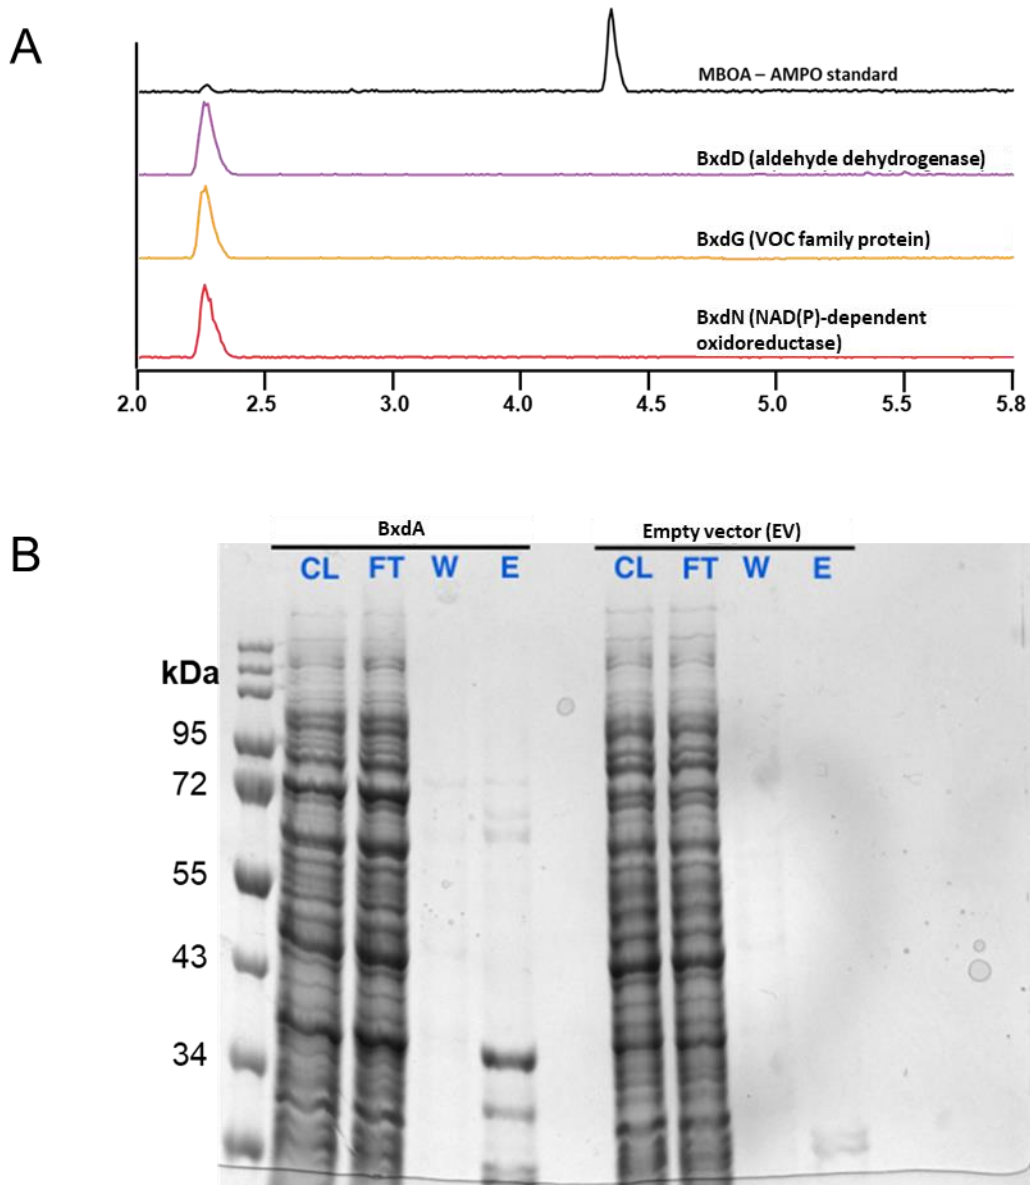 A
MBOA – AMPO standard
BxdD (aldehyde dehydrogenase)
BxdG (VOC family protein)
BxdN (NAD(P)-dependent
oxidoreductase)
2.0 2.5 3.0 4.0 4.5 5.0 5.5 5.8
B
BxdA Empty vector (EV)
CL FT W E CL FT W E
kDa
95
72
55
43
34